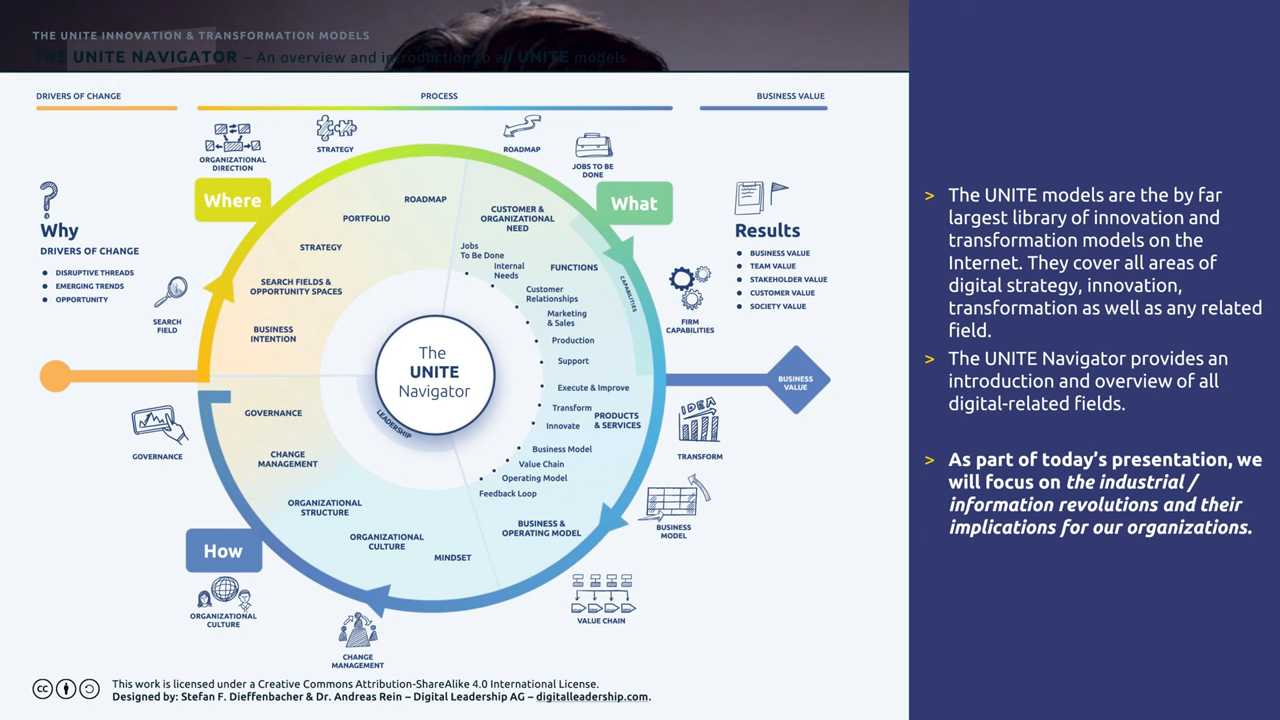 THE UNITE INNOVATION & TRANSFORMATION MODELS
THE UNITE NAVIGATOR – An overview and introduction to all UNITE models
DRIVERS OF CHANGE
PROCESS
BUSINESS VALUE
ORGANIZATIONAL
DIRECTION
STRATEGY
ROADMAP
JOBS TO BE
DONE
Where
What
Why
DRIVERS OF CHANGE
DISRUPTIVE THREADS
EMERGING TRENDS
OPPORTUNITY
SEARCH
FIELD
Results
BUSINESS VALUE
TEAM VALUE
STAKEHOLDER VALUE
CUSTOMER VALUE
SOCIETY VALUE
FIRM
CAPABILITIES
ROADMAP
PORTFOLIO
STRATEGY
SEARCH FIELDS &
OPPORTUNITY SPACES
BUSINESS
INTENTION
CUSTOMER &
ORGANIZATIONAL
NEED
Jobs
To Be Done
Internal
Needs
FUNCTIONS
CAPABILITIES
Customer
Relationships
Marketing
& Sales
Production
Support
The
UNITE
Navigator
LEADERSHIP
Execute & Improve
Transform
Innovate
PRODUCTS
& SERVICES
Business Model
Value Chain
Operating Model
Feedback Loop
BUSINESS &
OPERATING MODEL
GOVERNANCE
CHANGE
MANAGEMENT
ORGANIZATIONAL
STRUCTURE
ORGANIZATIONAL
CULTURE
MINDSET
BUSINESS
VALUE
GOVERNANCE
IDEA
TRANSFORM
BUSINESS
MODEL
How
ORGANIZATIONAL
CULTURE
CHANGE
MANAGEMENT
VALUE CHAIN
cc
This work is licensed under a Creative Commons Attribution-ShareAlike 4.0 International License.
Designed by: Stefan F. Dieffenbacher & Dr. Andreas Rein – Digital Leadership AG – digitalleadership.com.
> The UNITE models are the by far
largest library of innovation and
transformation models on the
Internet. They cover all areas of
digital strategy, innovation,
transformation as well as any related
field.
> The UNITE Navigator provides an
introduction and overview of all
digital-related fields.
> As part of today's presentation, we
will focus on the industrial /
information revolutions and their
implications for our organizations.